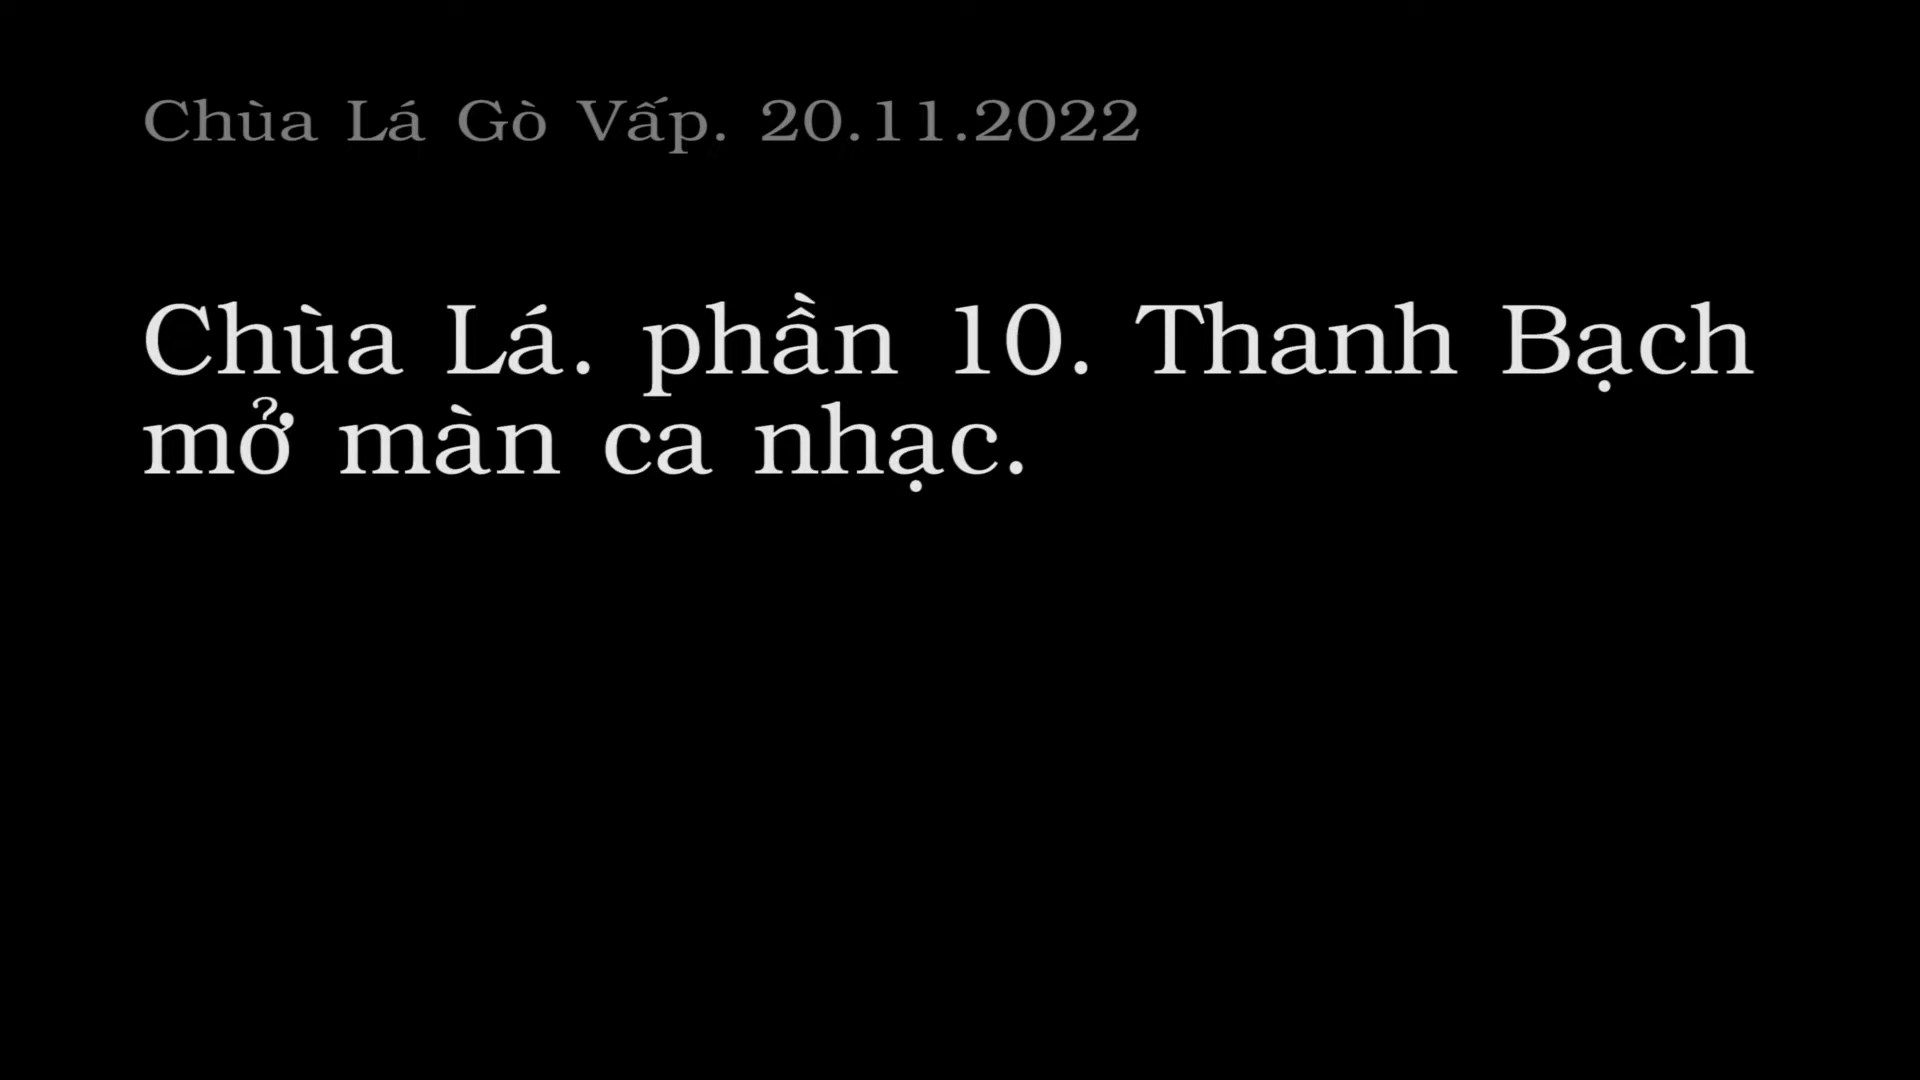 Chùa Lá Gò Vấp. 20.11.2022
Chùa Lá. phần 10. Thanh Bạch
mở màn ca nhạc.